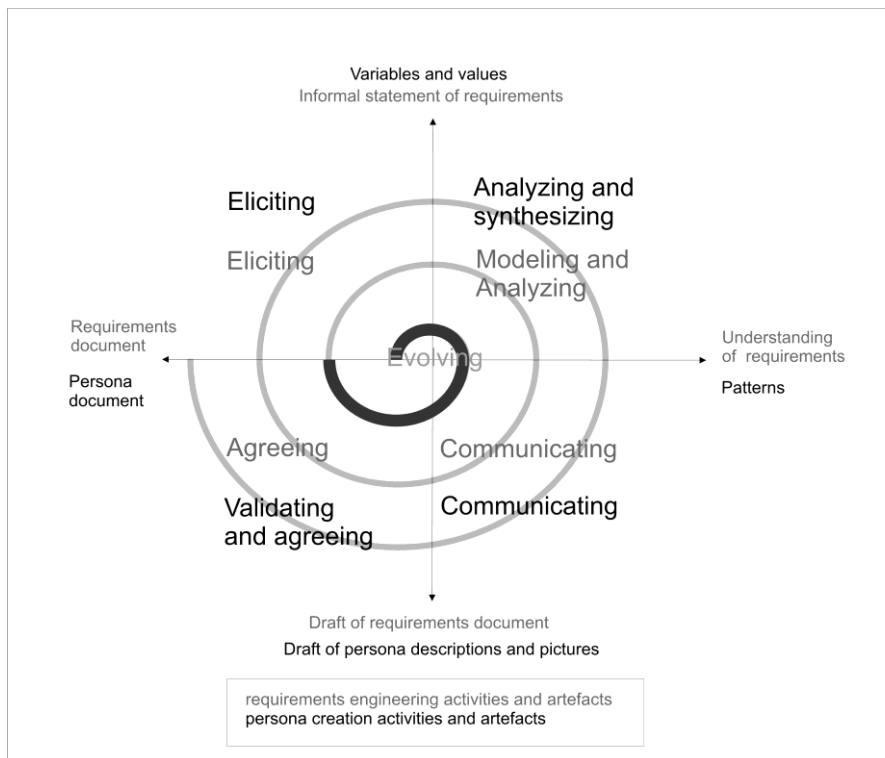 Variables and values
Informal statement of requirements
Eliciting
Analyzing and
synthesizing
Eliciting
Modeling and
Analyzing
Requirements
document
Persona
document
Evolving
Understanding
of requirements
Patterns
Agreeing
Communicating
Validating
and agreeing
Communicating
Draft of requirements document
Draft of persona descriptions and pictures
requirements engineering activities and artefacts
persona creation activities and artefacts